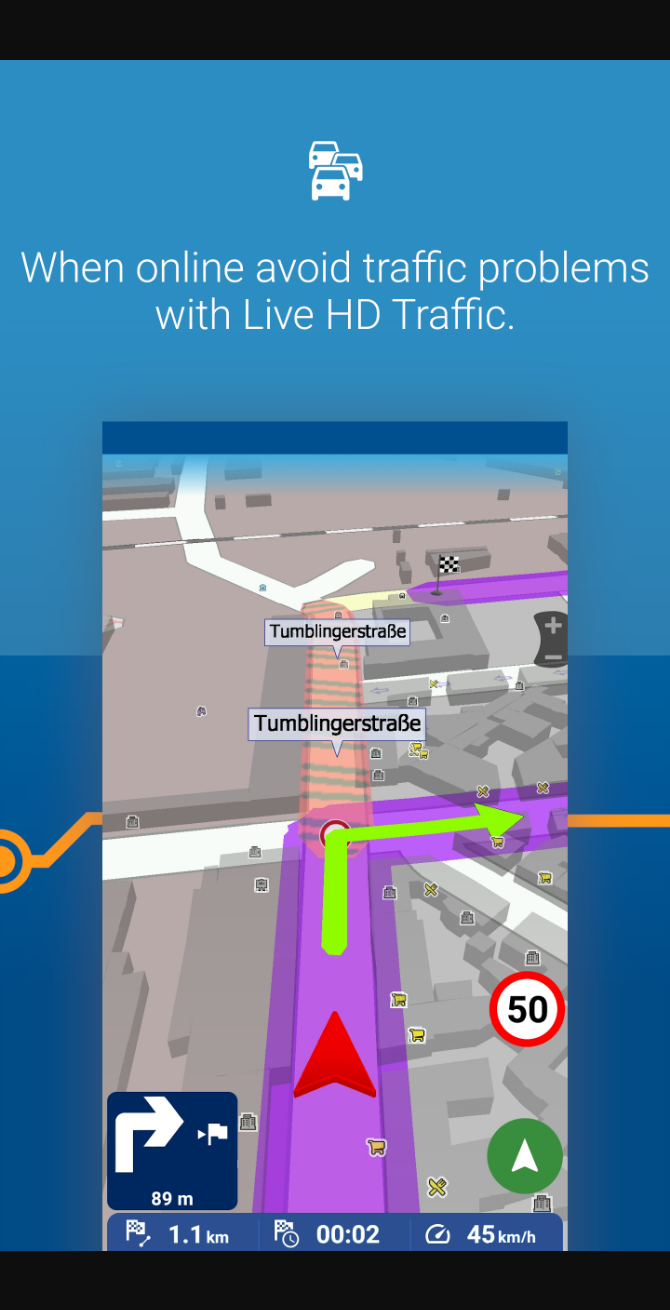 When online avoid traffic problems
with Live HD Traffic.
Tumblingerstraße
Tumblingerstraße
+
−
50
89 m
1.1 km 00:02 45 km/h